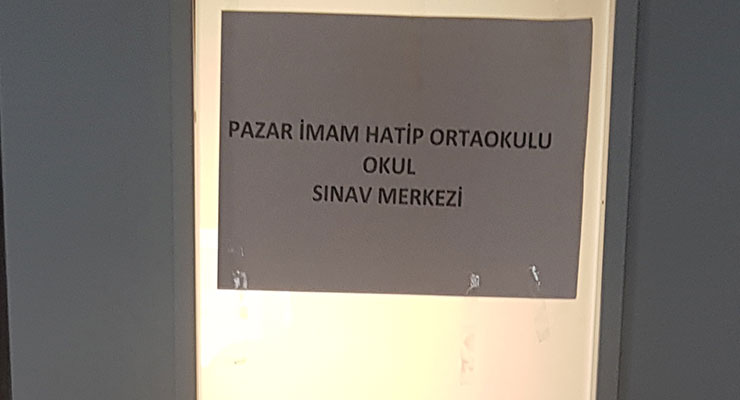 PAZAR İMAM HATİP ORTAOKULU
OKUL
SINAV MERKEZİ